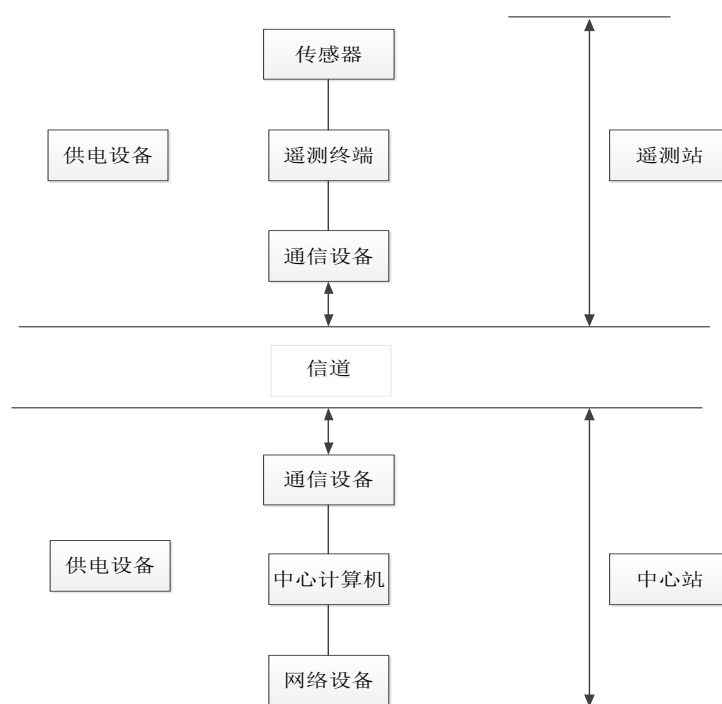 传感器
供电设备
遥测终端
遥测站
通信设备
信道
通信设备
供电设备
中心计算机
中心站
网络设备